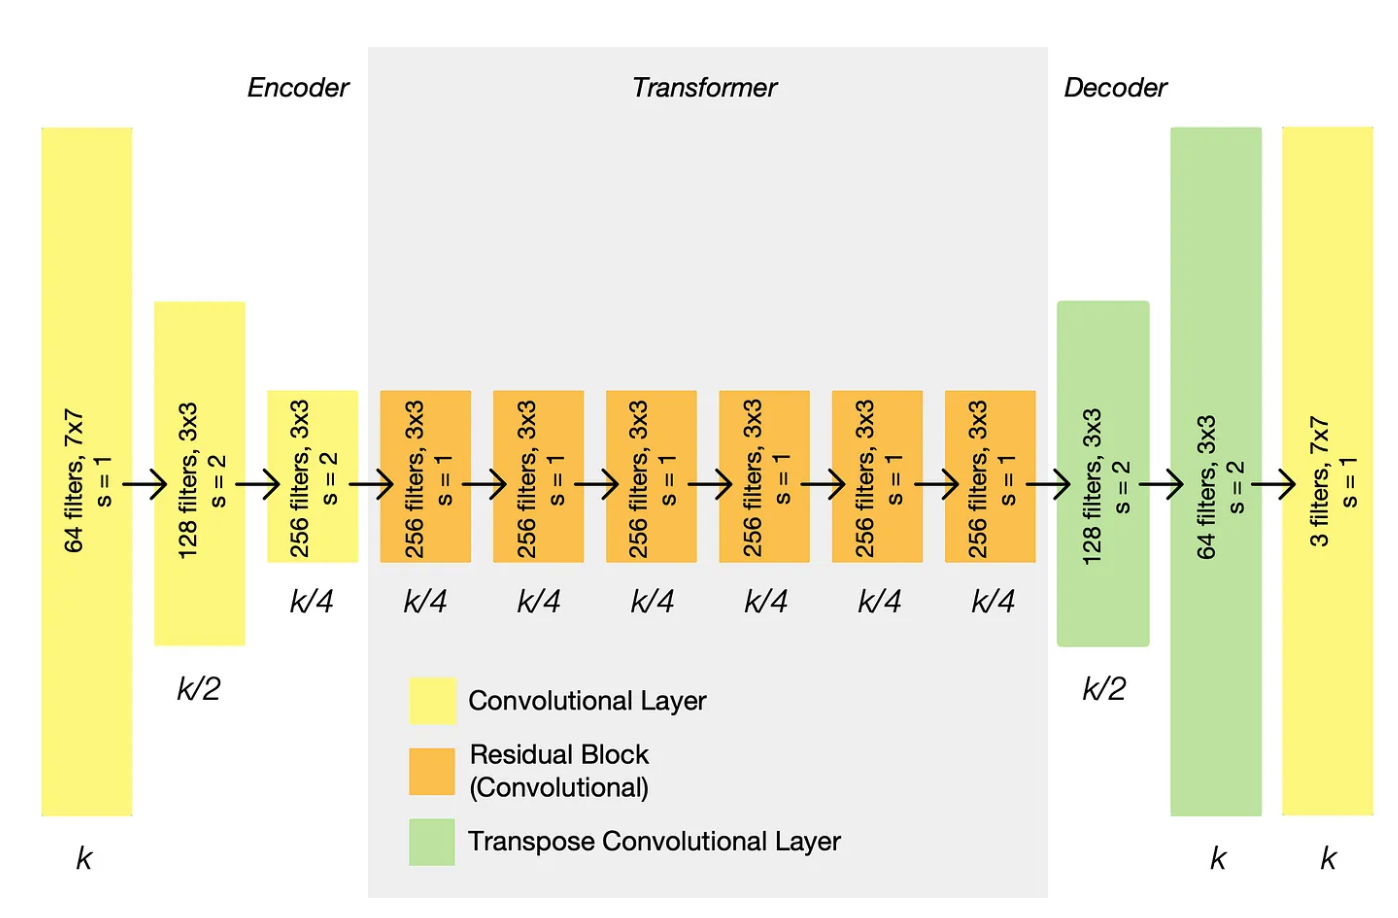 Encoder
Transformer
Decoder
64 filters, 7x7
s = 1
128 filters, 3x3
s = 2
256 filters, 3x3
s = 2
256 filters, 3x3
s = 1
256 filters, 3x3
s = 1
256 filters, 3x3
s = 1
256 filters, 3x3
s = 1
256 filters, 3x3
s = 1
256 filters, 3x3
s = 1
128 filters, 3x3
s = 2
64 filters, 3x3
s = 2
3 filters, 7x7
s = 1
k
k/2
k/4
k/4
k/4
k/4
k/4
k/4
k/4
k/2
k
k
Convolutional Layer
Residual Block
(Convolutional)
Transpose Convolutional Layer